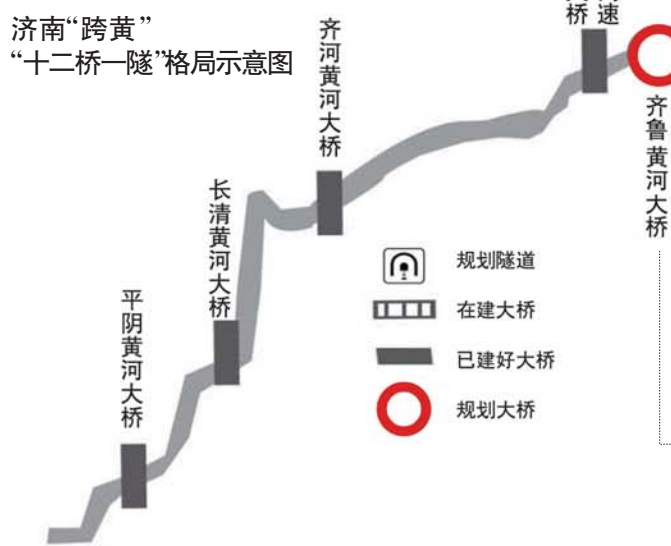 济南“跨黄”
“十二桥一隧”格局示意图
齐河黄河大桥
大桥
高速
齐鲁黄河大桥
长清黄河大桥
平阴黄河大桥
规划隧道
在建大桥
已建好大桥
规划大桥